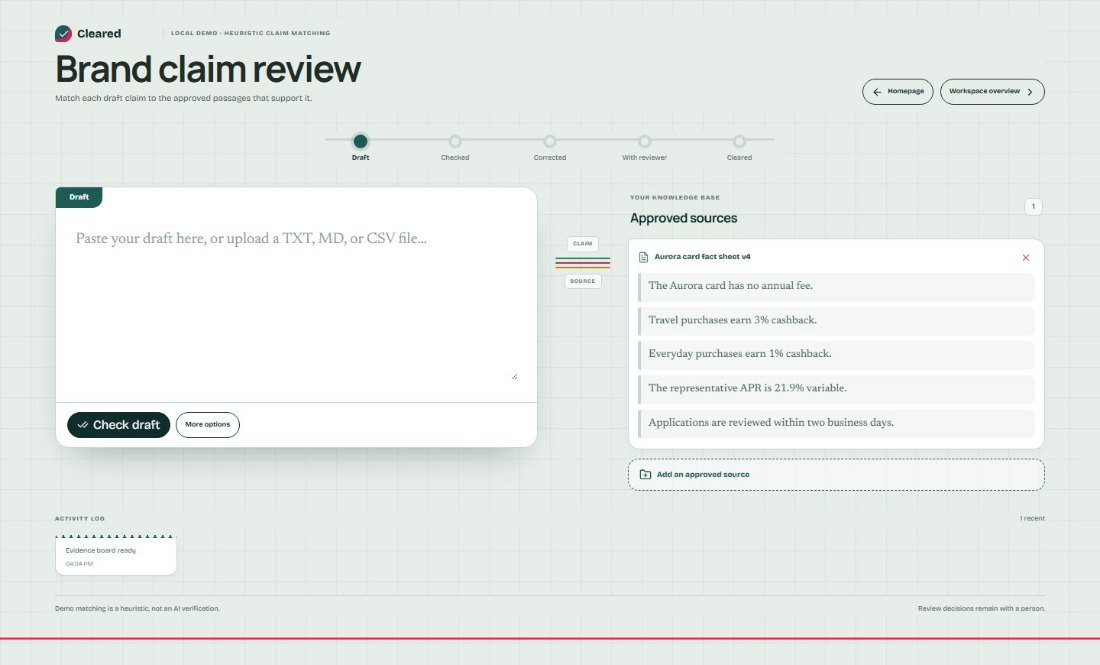 Cleared
LOCAL DEMO · HEURISTIC CLAIM MATCHING
Brand claim review
Match each draft claim to the approved passages that support it.
Homepage
Workspace overview
Draft
Checked
Corrected
With reviewer
Cleared
Draft
Paste your draft here, or upload a TXT, MD, or CSV file...
Check draft
More options
CLAIM
SOURCE
YOUR KNOWLEDGE BASE
Approved sources
1
Aurora card fact sheet v4
The Aurora card has no annual fee.
Travel purchases earn 3% cashback.
Everyday purchases earn 1% cashback.
The representative APR is 21.9% variable.
Applications are reviewed within two business days.
Add an approved source
ACTIVITY LOG
1 recent
Evidence board ready
04:04 PM
Demo matching is a heuristic, not an AI verification.
Review decisions remain with a person.